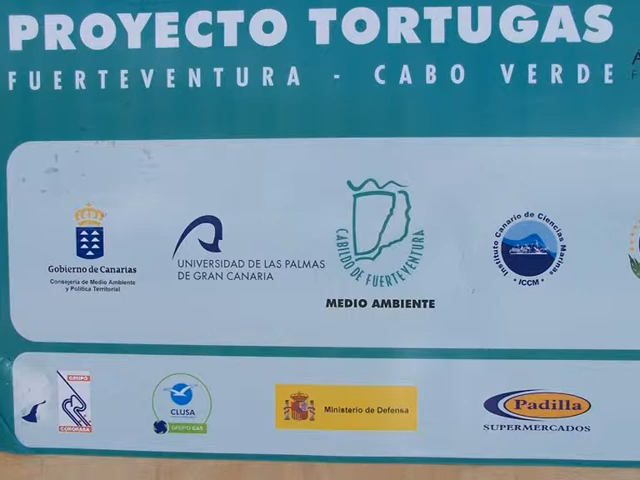 PROYECTO TORTUGAS
FUERTEVENTURA - CABO VERDE
Gobierno de Canarias
Consejería de Medio Ambiente
y Política Territorial
UNIVERSIDAD DE LAS PALMAS
DE GRAN CANARIA
CABILDO DE FUERTEVENTURA
MEDIO AMBIENTE
Instituto Canario de Ciencias Marinas
· ICCM ·
GRUPO
CORORASA
CLUSA
GRUPO GAS
Ministerio de Defensa
Padilla
SUPERMERCADOS